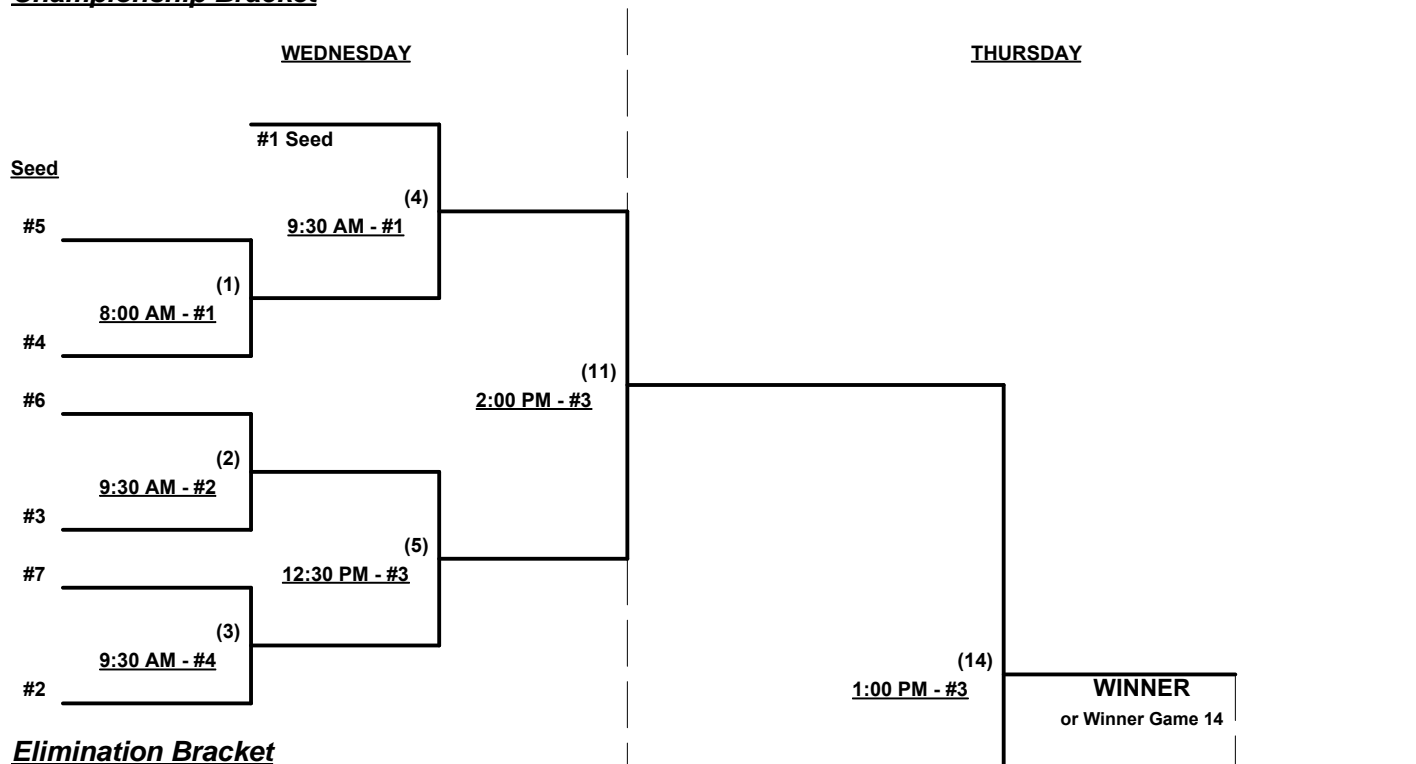 Championship Bracket
WEDNESDAY
THURSDAY
#1 Seed
Seed
(4)
#5
9:30 AM - #1
(1)
8:00 AM - #1
#4
(11)
#6
2:00 PM - #3
(2)
9:30 AM - #2
#3
(5)
#7
12:30 PM - #3
(3)
9:30 AM - #4
(14)
#2
1:00 PM - #3
WINNER
or Winner Game 14
Elimination Bracket